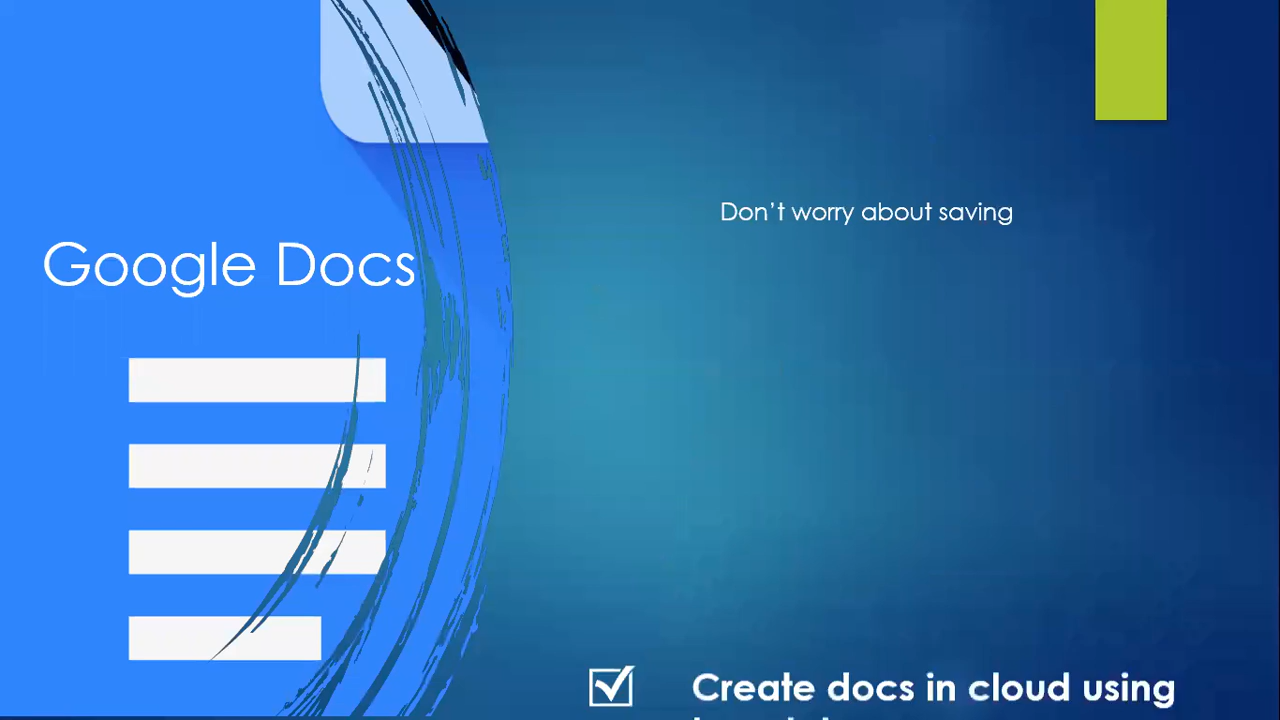 Google Docs
Don’t worry about saving
Create docs in cloud using